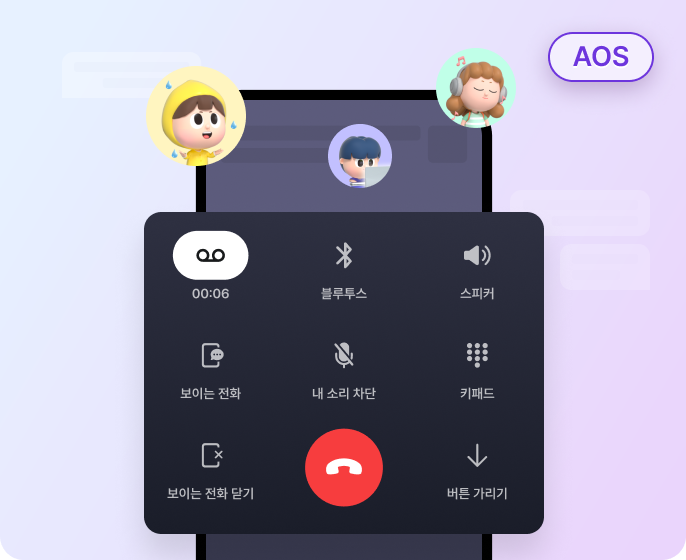 AOS
00:06
블루투스
스피커
보이는 전화
내 소리 차단
키패드
보이는 전화 닫기
버튼 가리기